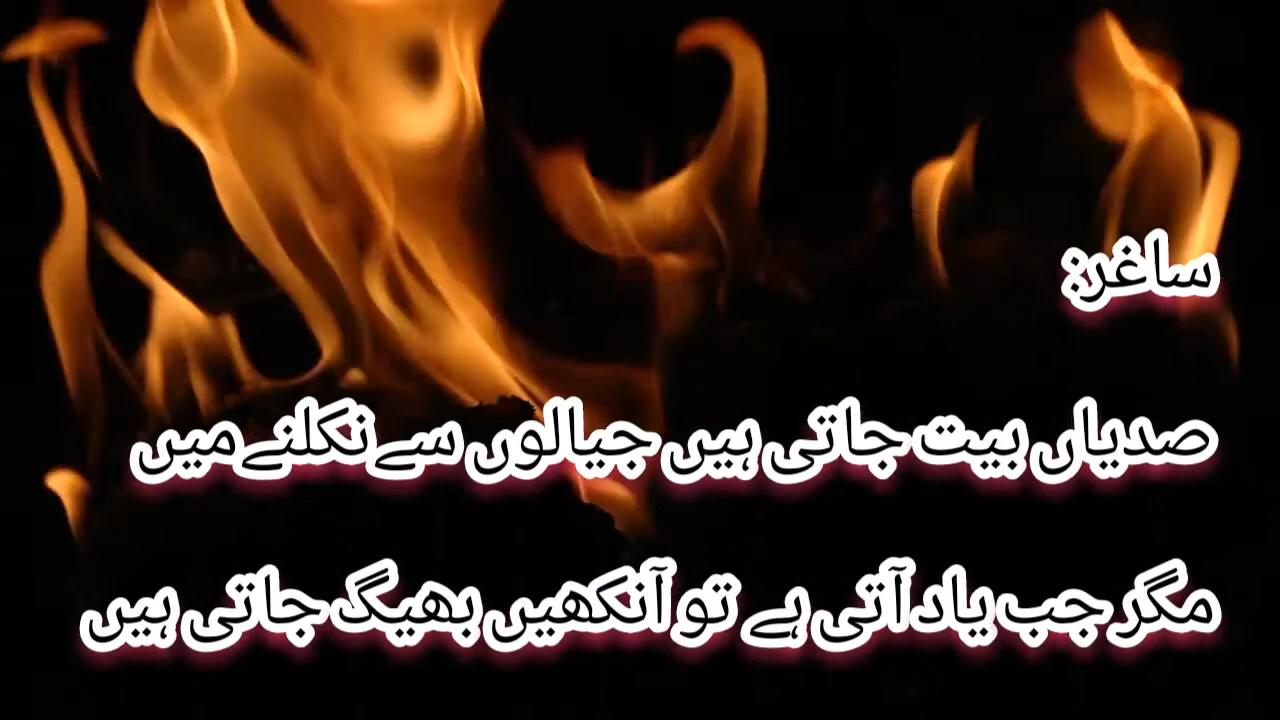 ساغر:
صدیاں بیت جاتی ہیں جیالوں سے نکلنے میں
مگر جب یاد آتی ہے تو آنکھیں بھیگ جاتی ہیں